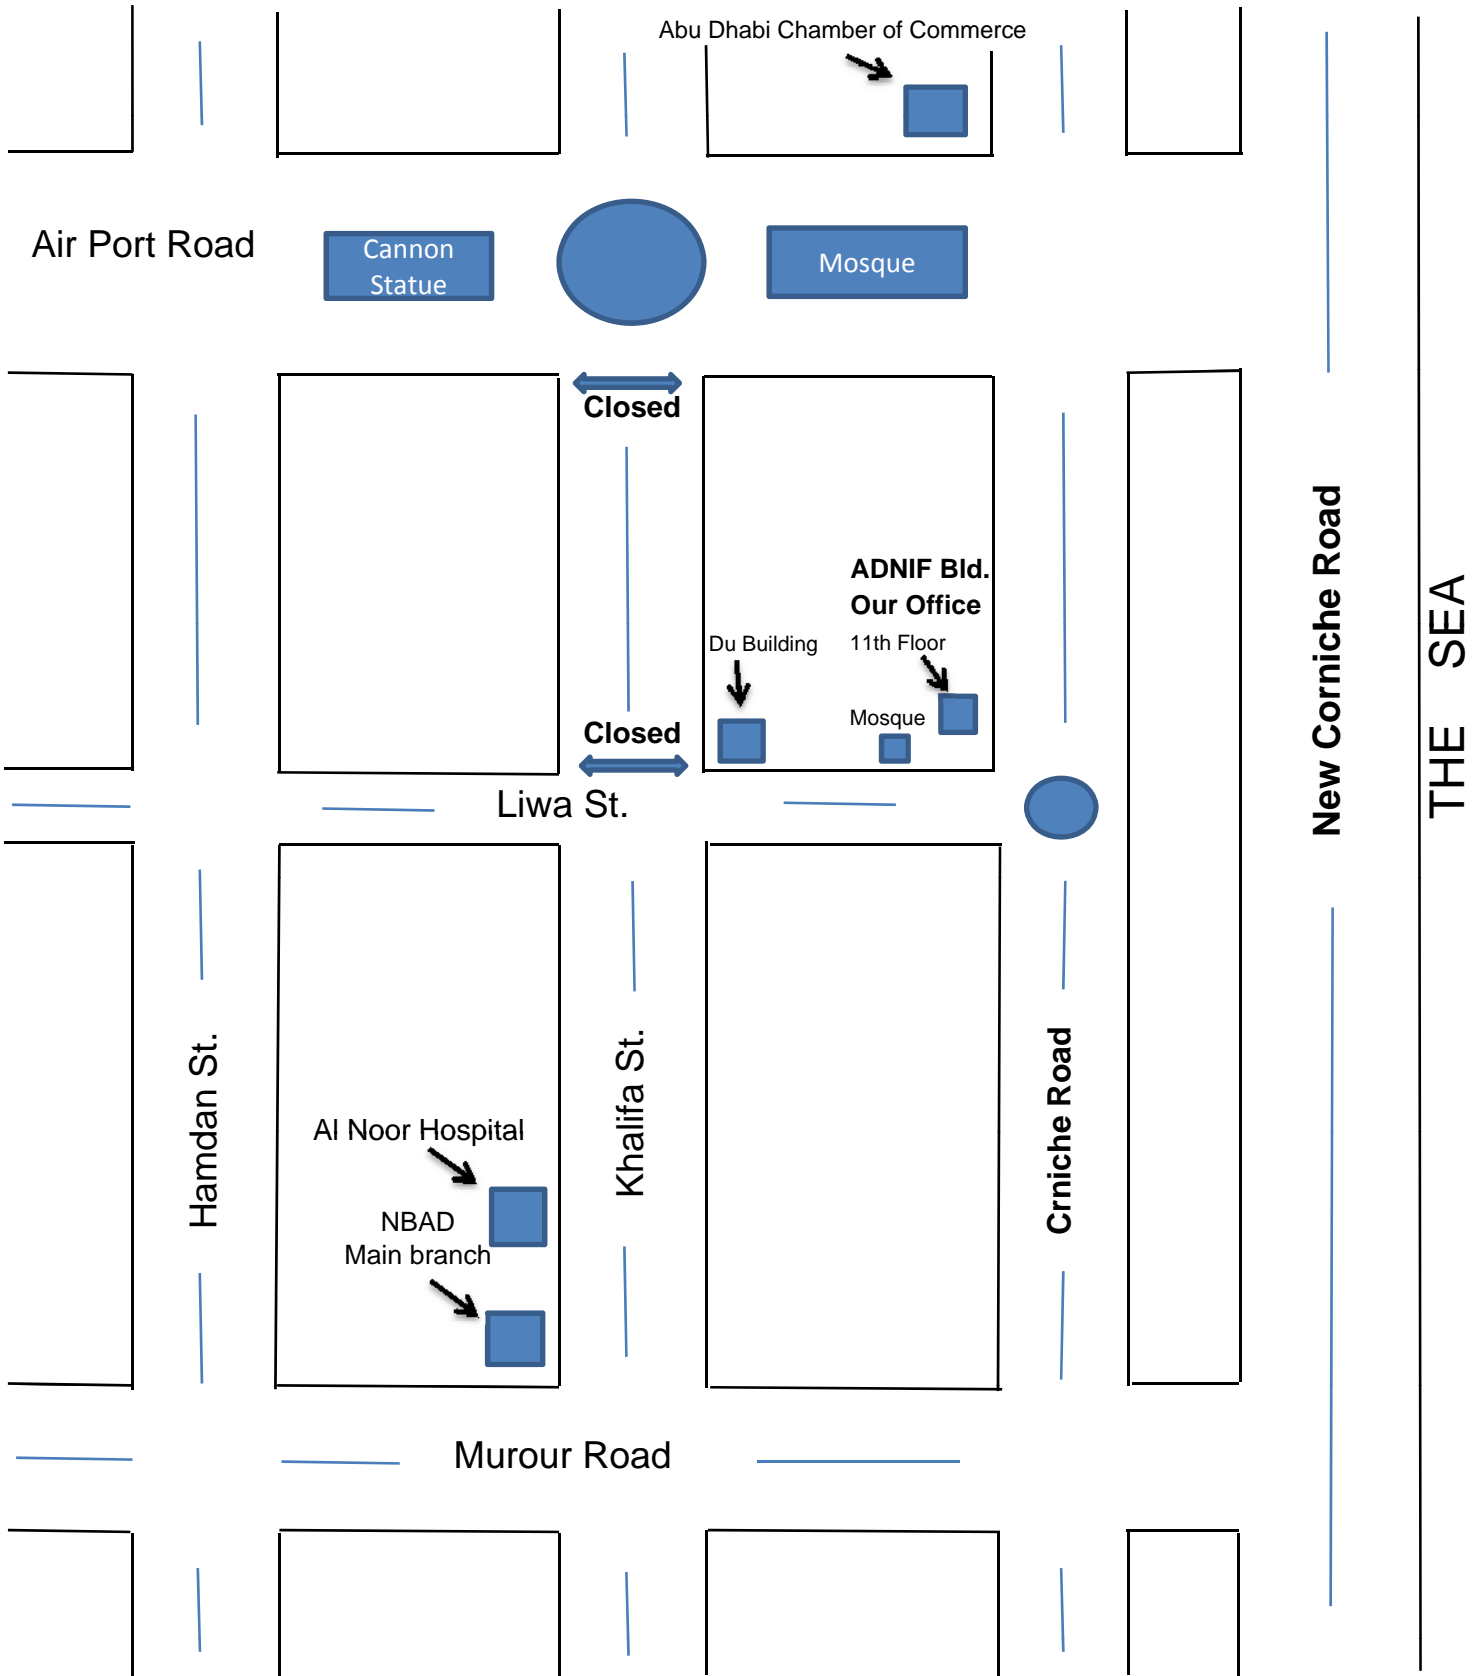 Abu Dhabi Chamber of Commerce
Air Port Road
Cannon
Statue
Mosque
Closed
ADNIF Bld.
Our Office
11th Floor
Du Building
Mosque
Closed
Liwa St.
New Corniche Road
THE SEA
Hamdan St.
Khalifa St.
Crniche Road
Al Noor Hospital
NBAD
Main branch
Murour Road